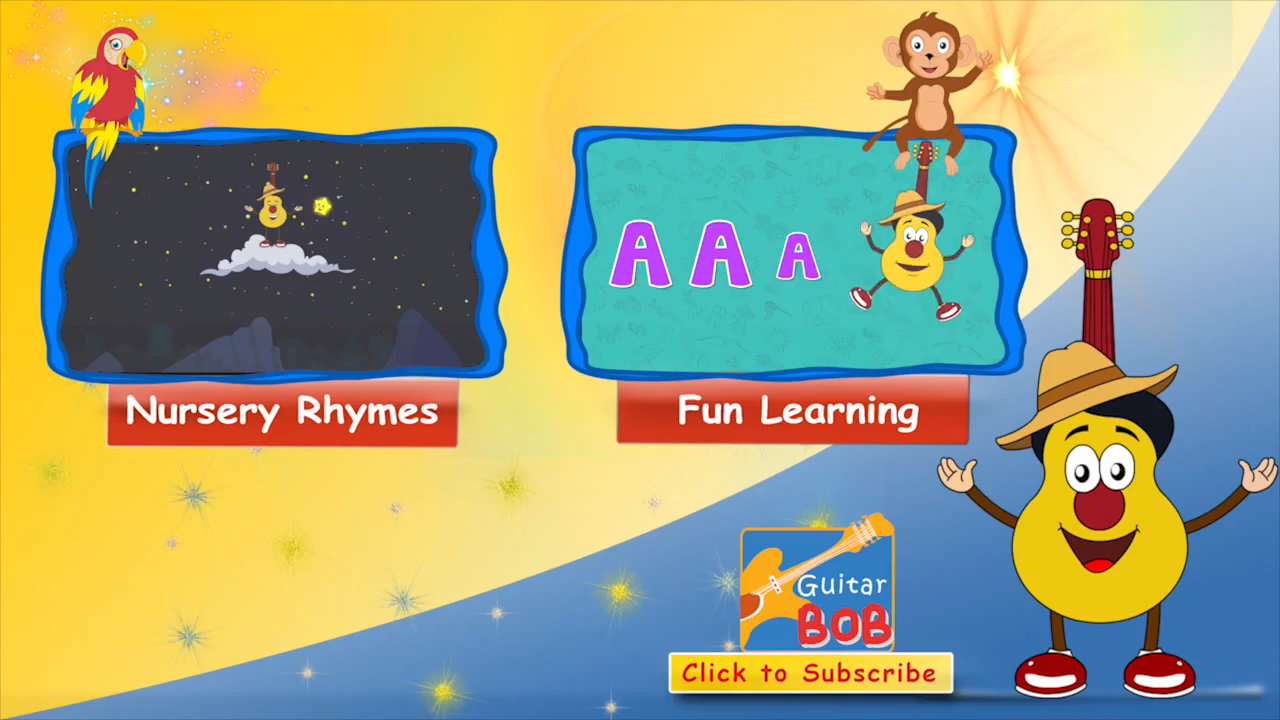 A A A
Nursery Rhymes
Fun Learning
Guitar
BOB
Click to Subscribe